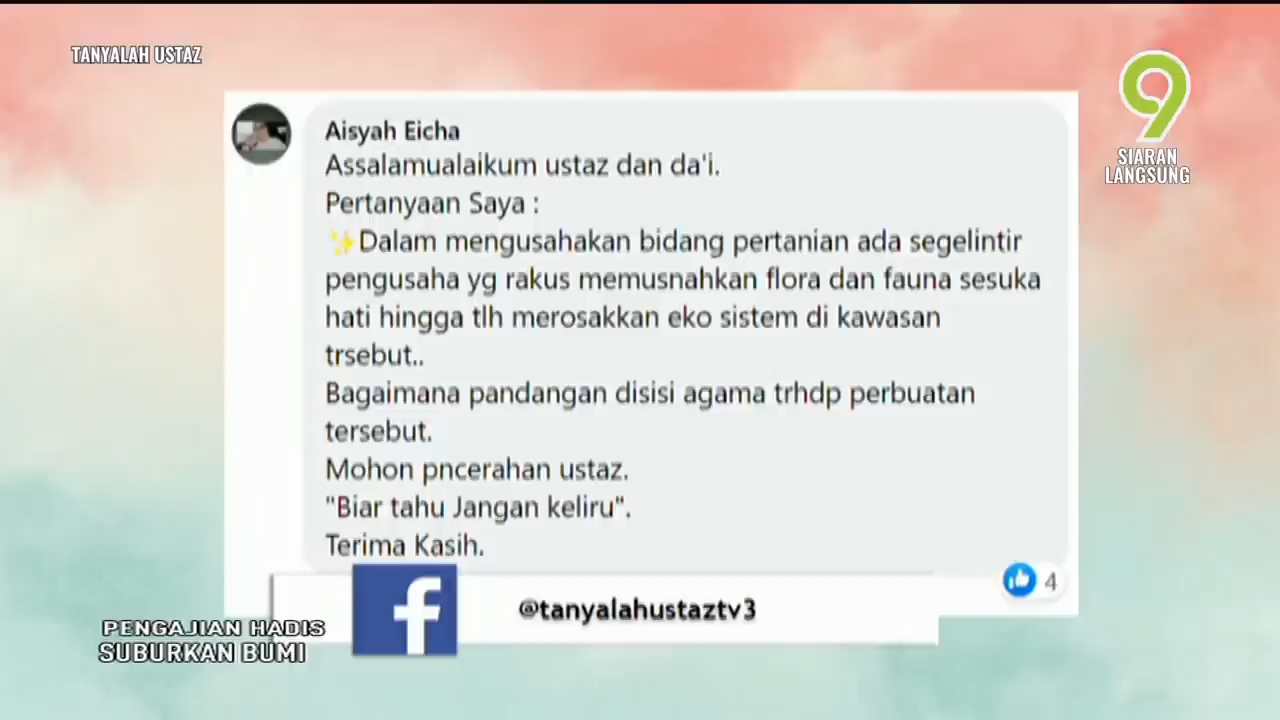 TANYALAH USTAZ
9
SIARAN
LANGSUNG
Aisyah Eicha
Assalamualaikum ustaz dan da'i.
Pertanyaan Saya :
✨Dalam mengusahakan bidang pertanian ada segelintir
pengusaha yg rakus memusnahkan flora dan fauna sesuka
hati hingga tlh merosakkan eko sistem di kawasan
trsebut..
Bagaimana pandangan disisi agama trhdp perbuatan
tersebut.
Mohon pncerahan ustaz.
"Biar tahu Jangan keliru".
Terima Kasih.
4
f
@tanyalahustaztv3
PENGAJIAN HADIS
SUBURKAN BUMI